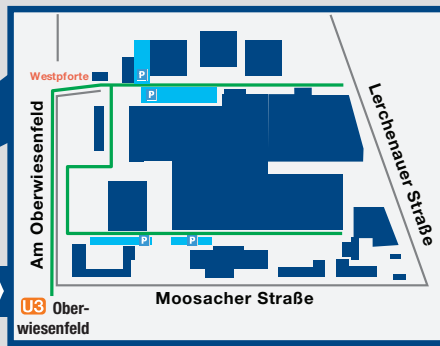 Westpforte
P
P
Am Oberwiesenfeld
Lerchenauer Straße
P
P
Moosacher Straße
U3 Ober-
wiesenfeld